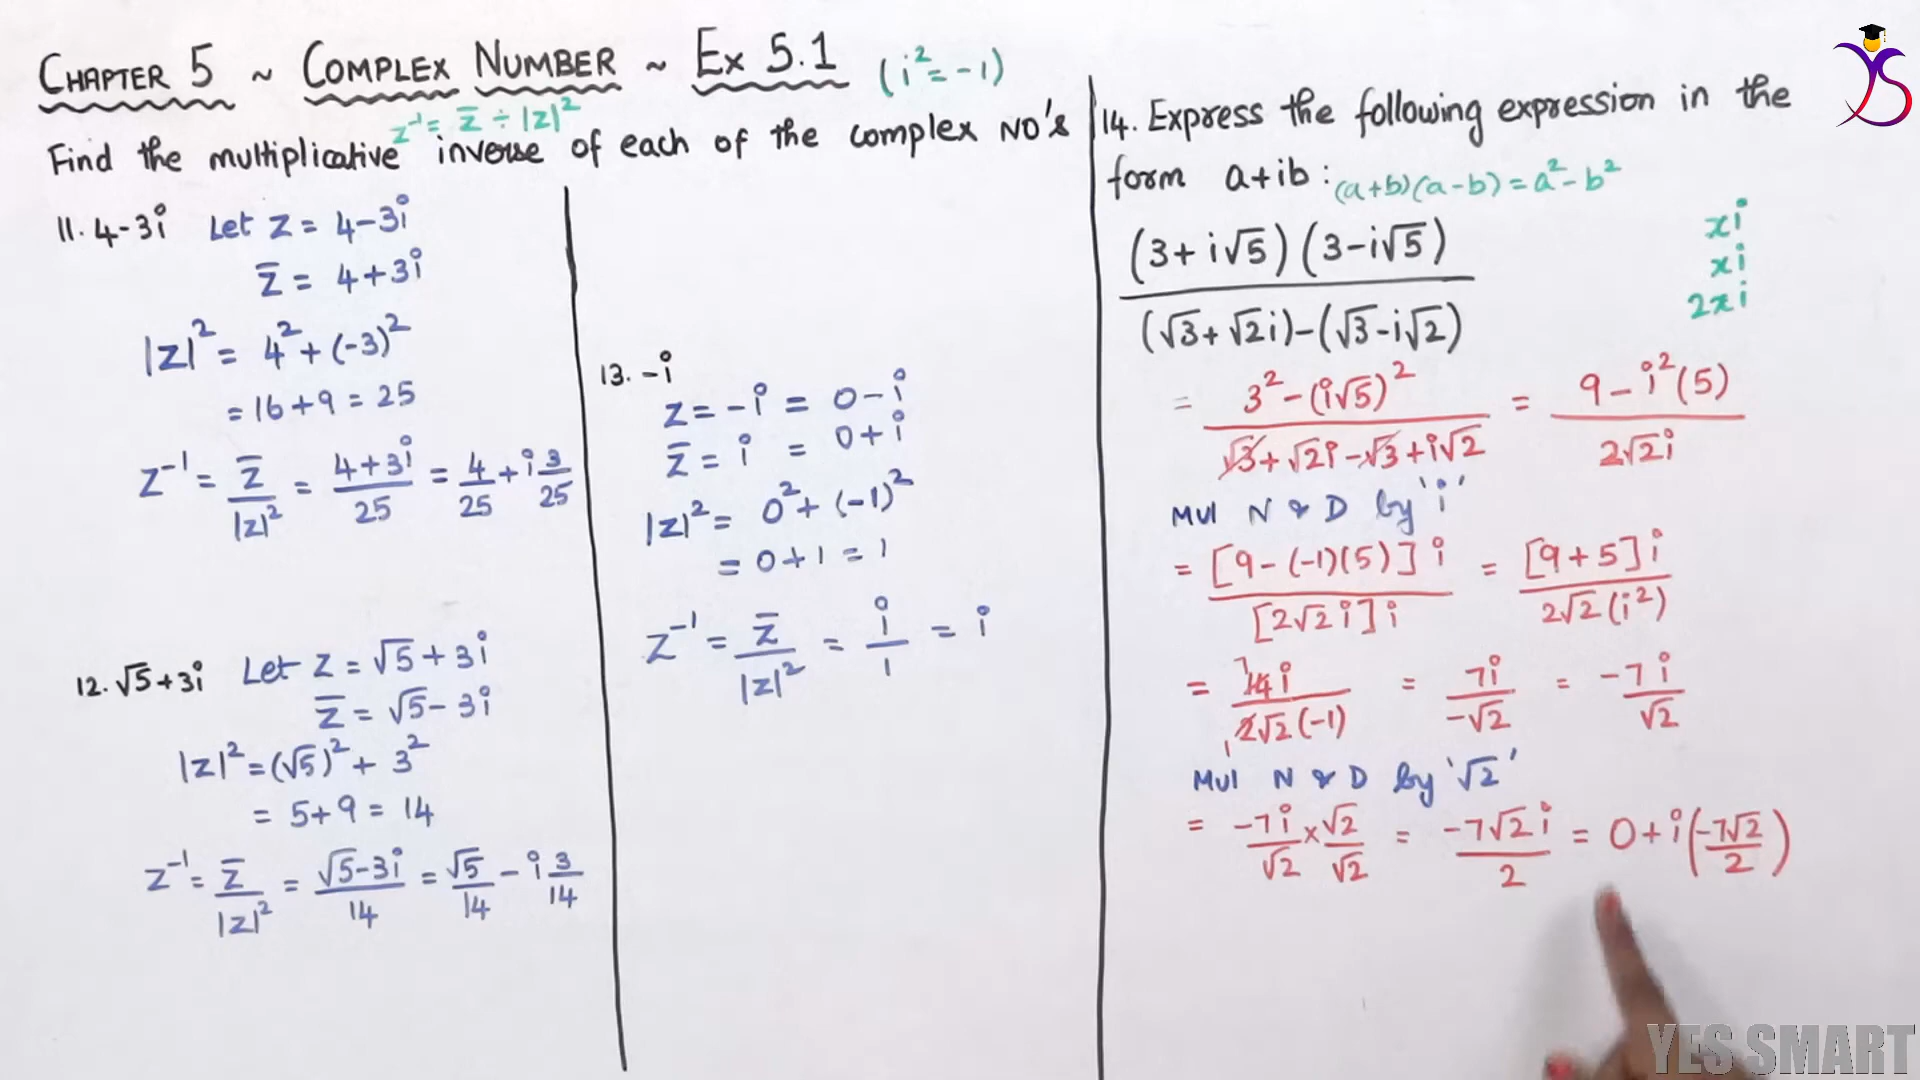 CHAPTER 5 ~ COMPLEX NUMBER ~ Ex 5.1 (i² = -1)
z⁻¹ = z̅ ÷ |z|²
Find the multiplicative inverse of each of the complex NO's
11. 4-3i Let z = 4-3i
z̅ = 4+3i
|z|² = 4² + (-3)²
= 16+9 = 25
z⁻¹ = z̅/|z|² = (4+3i)/25 = 4/25 + i 3/25
12. √5+3i Let z = √5+3i
z̅ = √5-3i
|z|² = (√5)² + 3²
= 5+9 = 14
z⁻¹ = z̅/|z|² = (√5-3i)/14 = √5/14 - i 3/14
13. -i
z = -i = 0-i
z̅ = i = 0+i
|z|² = 0² + (-1)²
= 0+1 = 1
z⁻¹ = z̅/|z|² = i/1 = i
14. Express the following expression in the
form a+ib : (a+b)(a-b) = a²-b²
(3+i√5)(3-i√5)
(√3+√2i)-(√3-i√2)
xi
xi
2xi
= (3²-(i√5)²)/(√3+√2i-√3+i√2) = (9-i²(5))/(2√2i)
Mul N & D by 'i'
= [9-(-1)(5)]i/[2√2i]i = [9+5]i/2√2(i²)
= 7 14i/1 2√2(-1) = 7i/-√2 = -7i/√2
Mul N & D by '√2'
= -7i/√2 × √2/√2 = -7√2i/2 = 0+i(-7√2/2)
YS
YES SMART